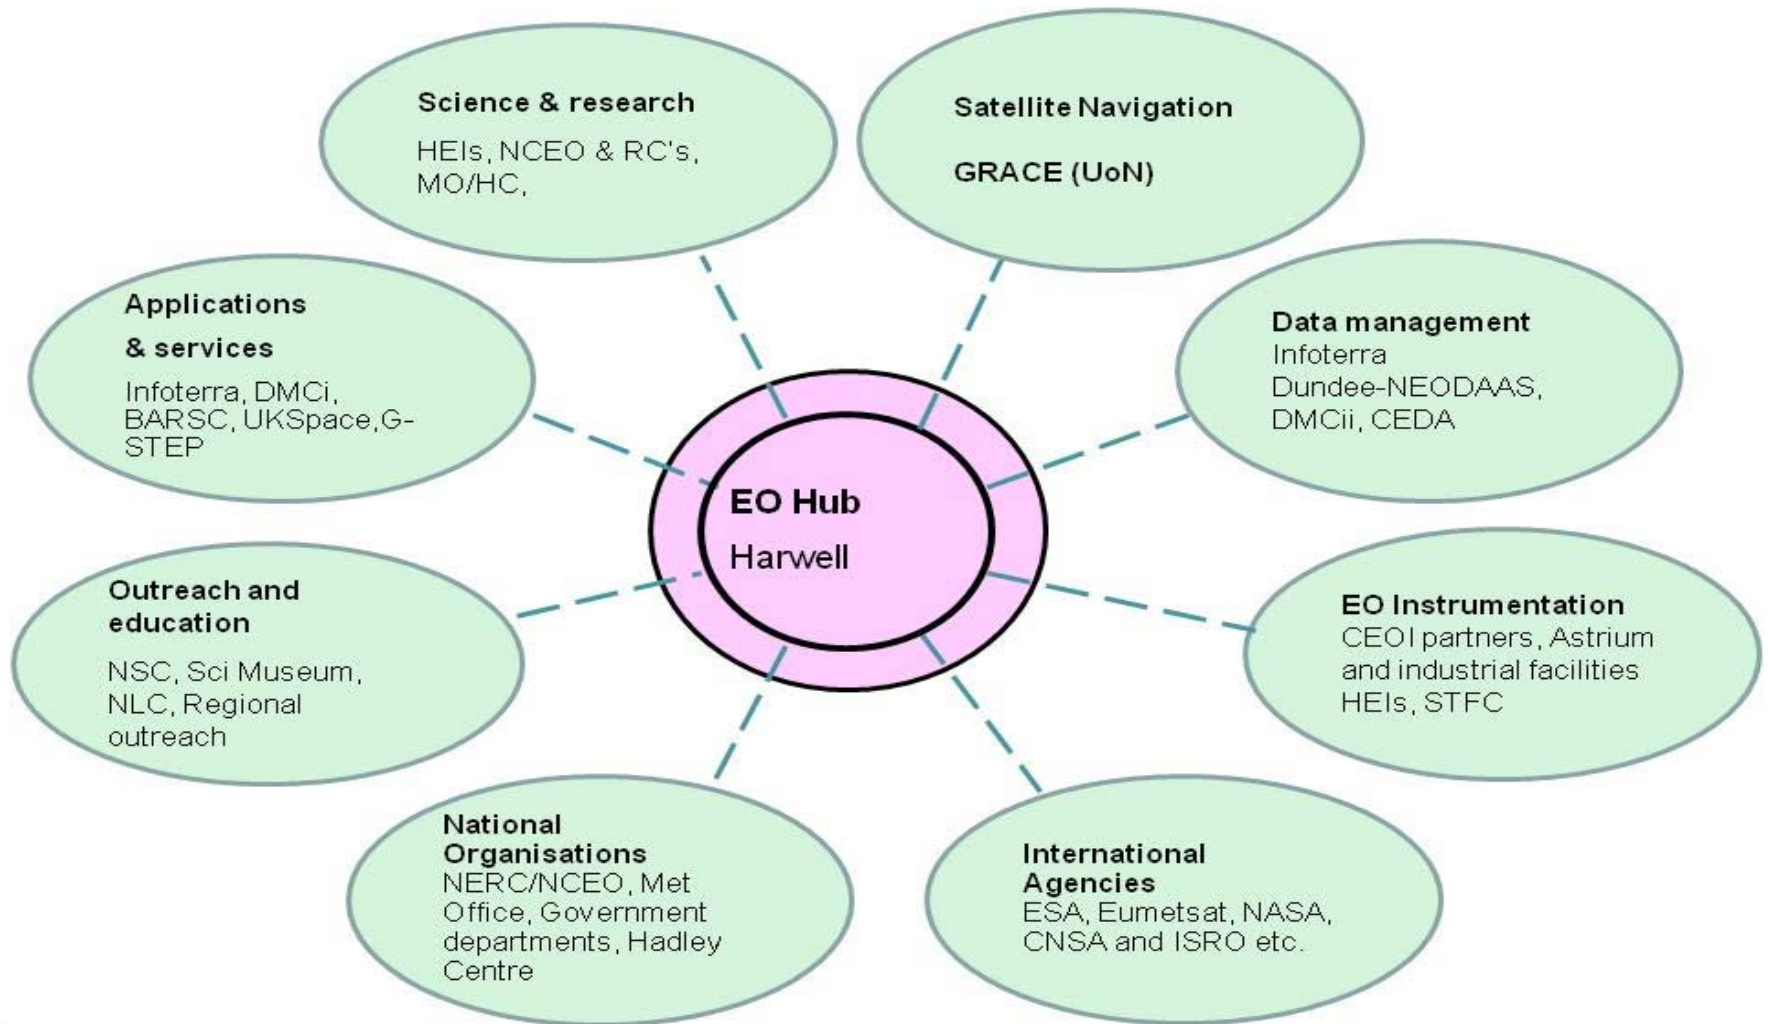 Science & research
HEIs, NCEO & RC's,
MO/HC,
Satellite Navigation
GRACE (UoN)
Applications
& services
Infoterra, DMCi,
BARSC, UKSpace,G-
STEP
Data management
Infoterra
Dundee-NEODAAS,
DMCii, CEDA
EO Hub
Harwell
Outreach and
education
NSC, Sci Museum,
NLC, Regional
outreach
EO Instrumentation
CEOI partners, Astrium
and industrial facilities
HEIs, STFC
National
Organisations
NERC/NCEO, Met
Office, Government
departments, Hadley
Centre
International
Agencies
ESA, Eumetsat, NASA,
CNSA and ISRO etc.